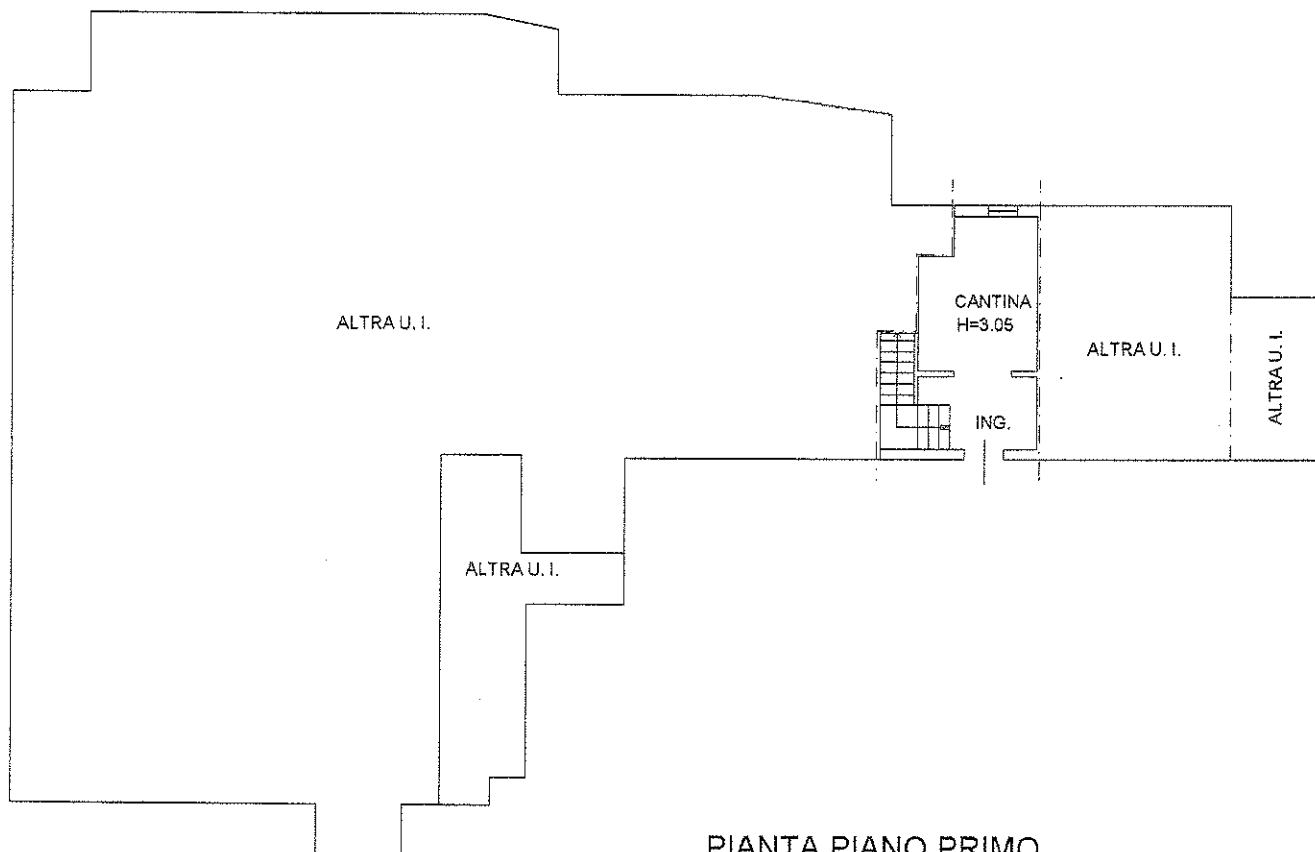 CANTINA
H=3.05
ALTRA U. I.
ALTRA U. I.
ALTRA U. I.
ING.
ALTRA U. I.
PIANTA PIANO PRIMO